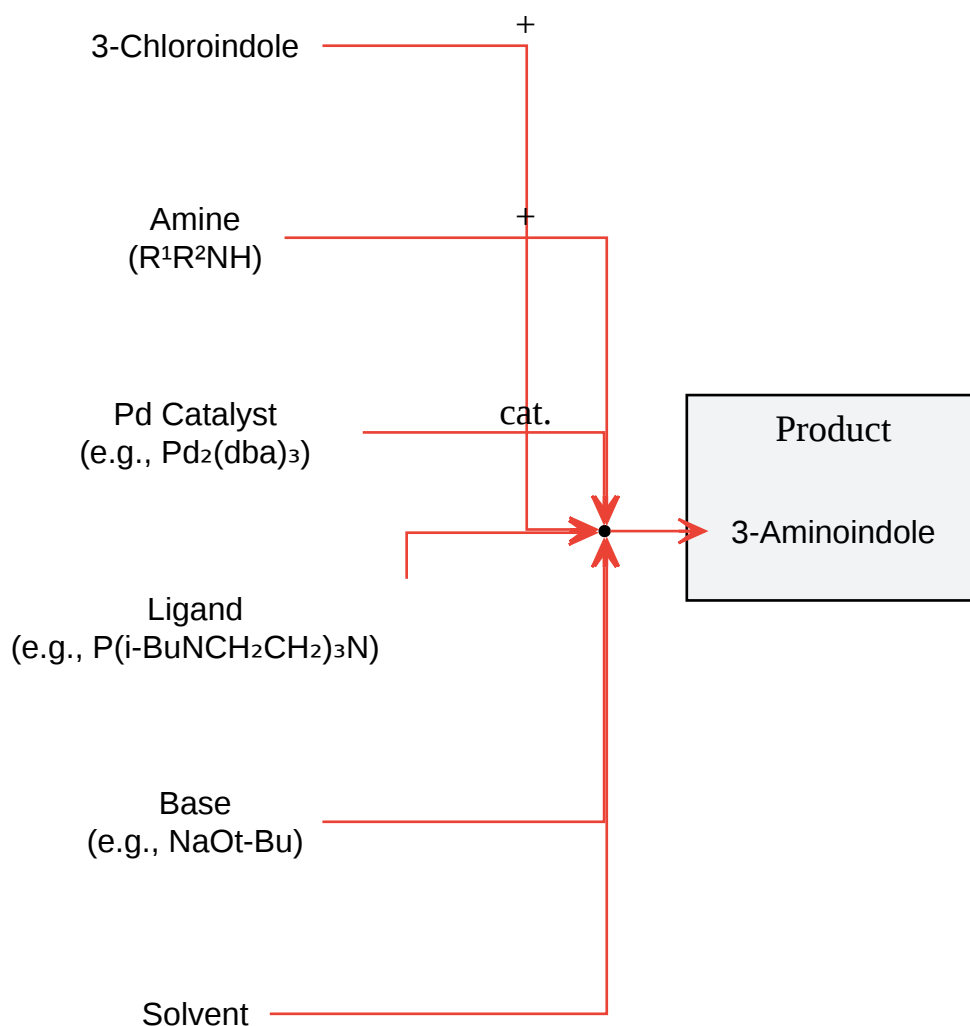 +
3-Chloroindole
+
Amine
(R¹R²NH)
cat.
Pd Catalyst
(e.g., Pd₂(dba)₃)
Product
3-Aminoindole
Ligand
(e.g., P(i-BuNCH₂CH₂)₃N)
Base
(e.g., NaOt-Bu)
Solvent